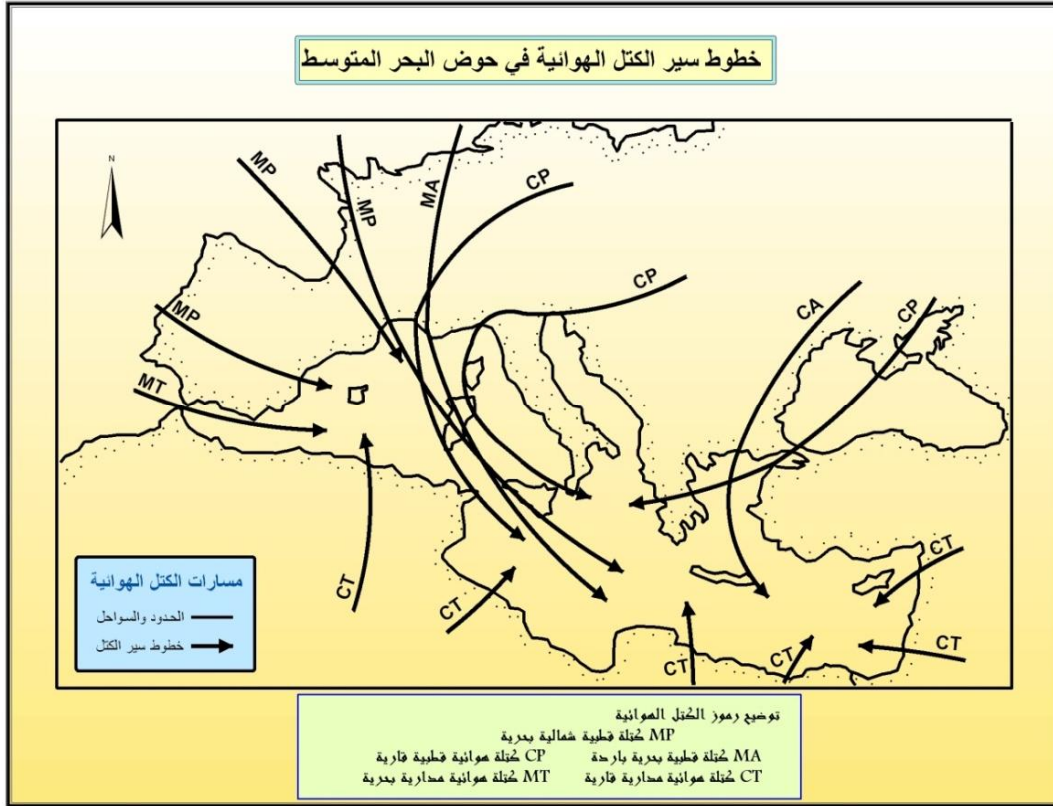 خطوط سير الكتل الهوائية في حوض البحر المتوسط
N
MP
MP
MA
CP
CP
CA
CP
MP
MT
CT
CT
CT
CT
CT
CT
مسارات الكتل الهوائية
الحدود والسواحل
خطوط سير الكتل
توضيح رموز الكتل الهوائية
MP كتلة قطبية شمالية بحرية
MA كتلة قطبية بحرية باردة CP كتلة هوائية قطبية قارية
CT كتلة هوائية مدارية قارية MT كتلة هوائية مدارية بحرية